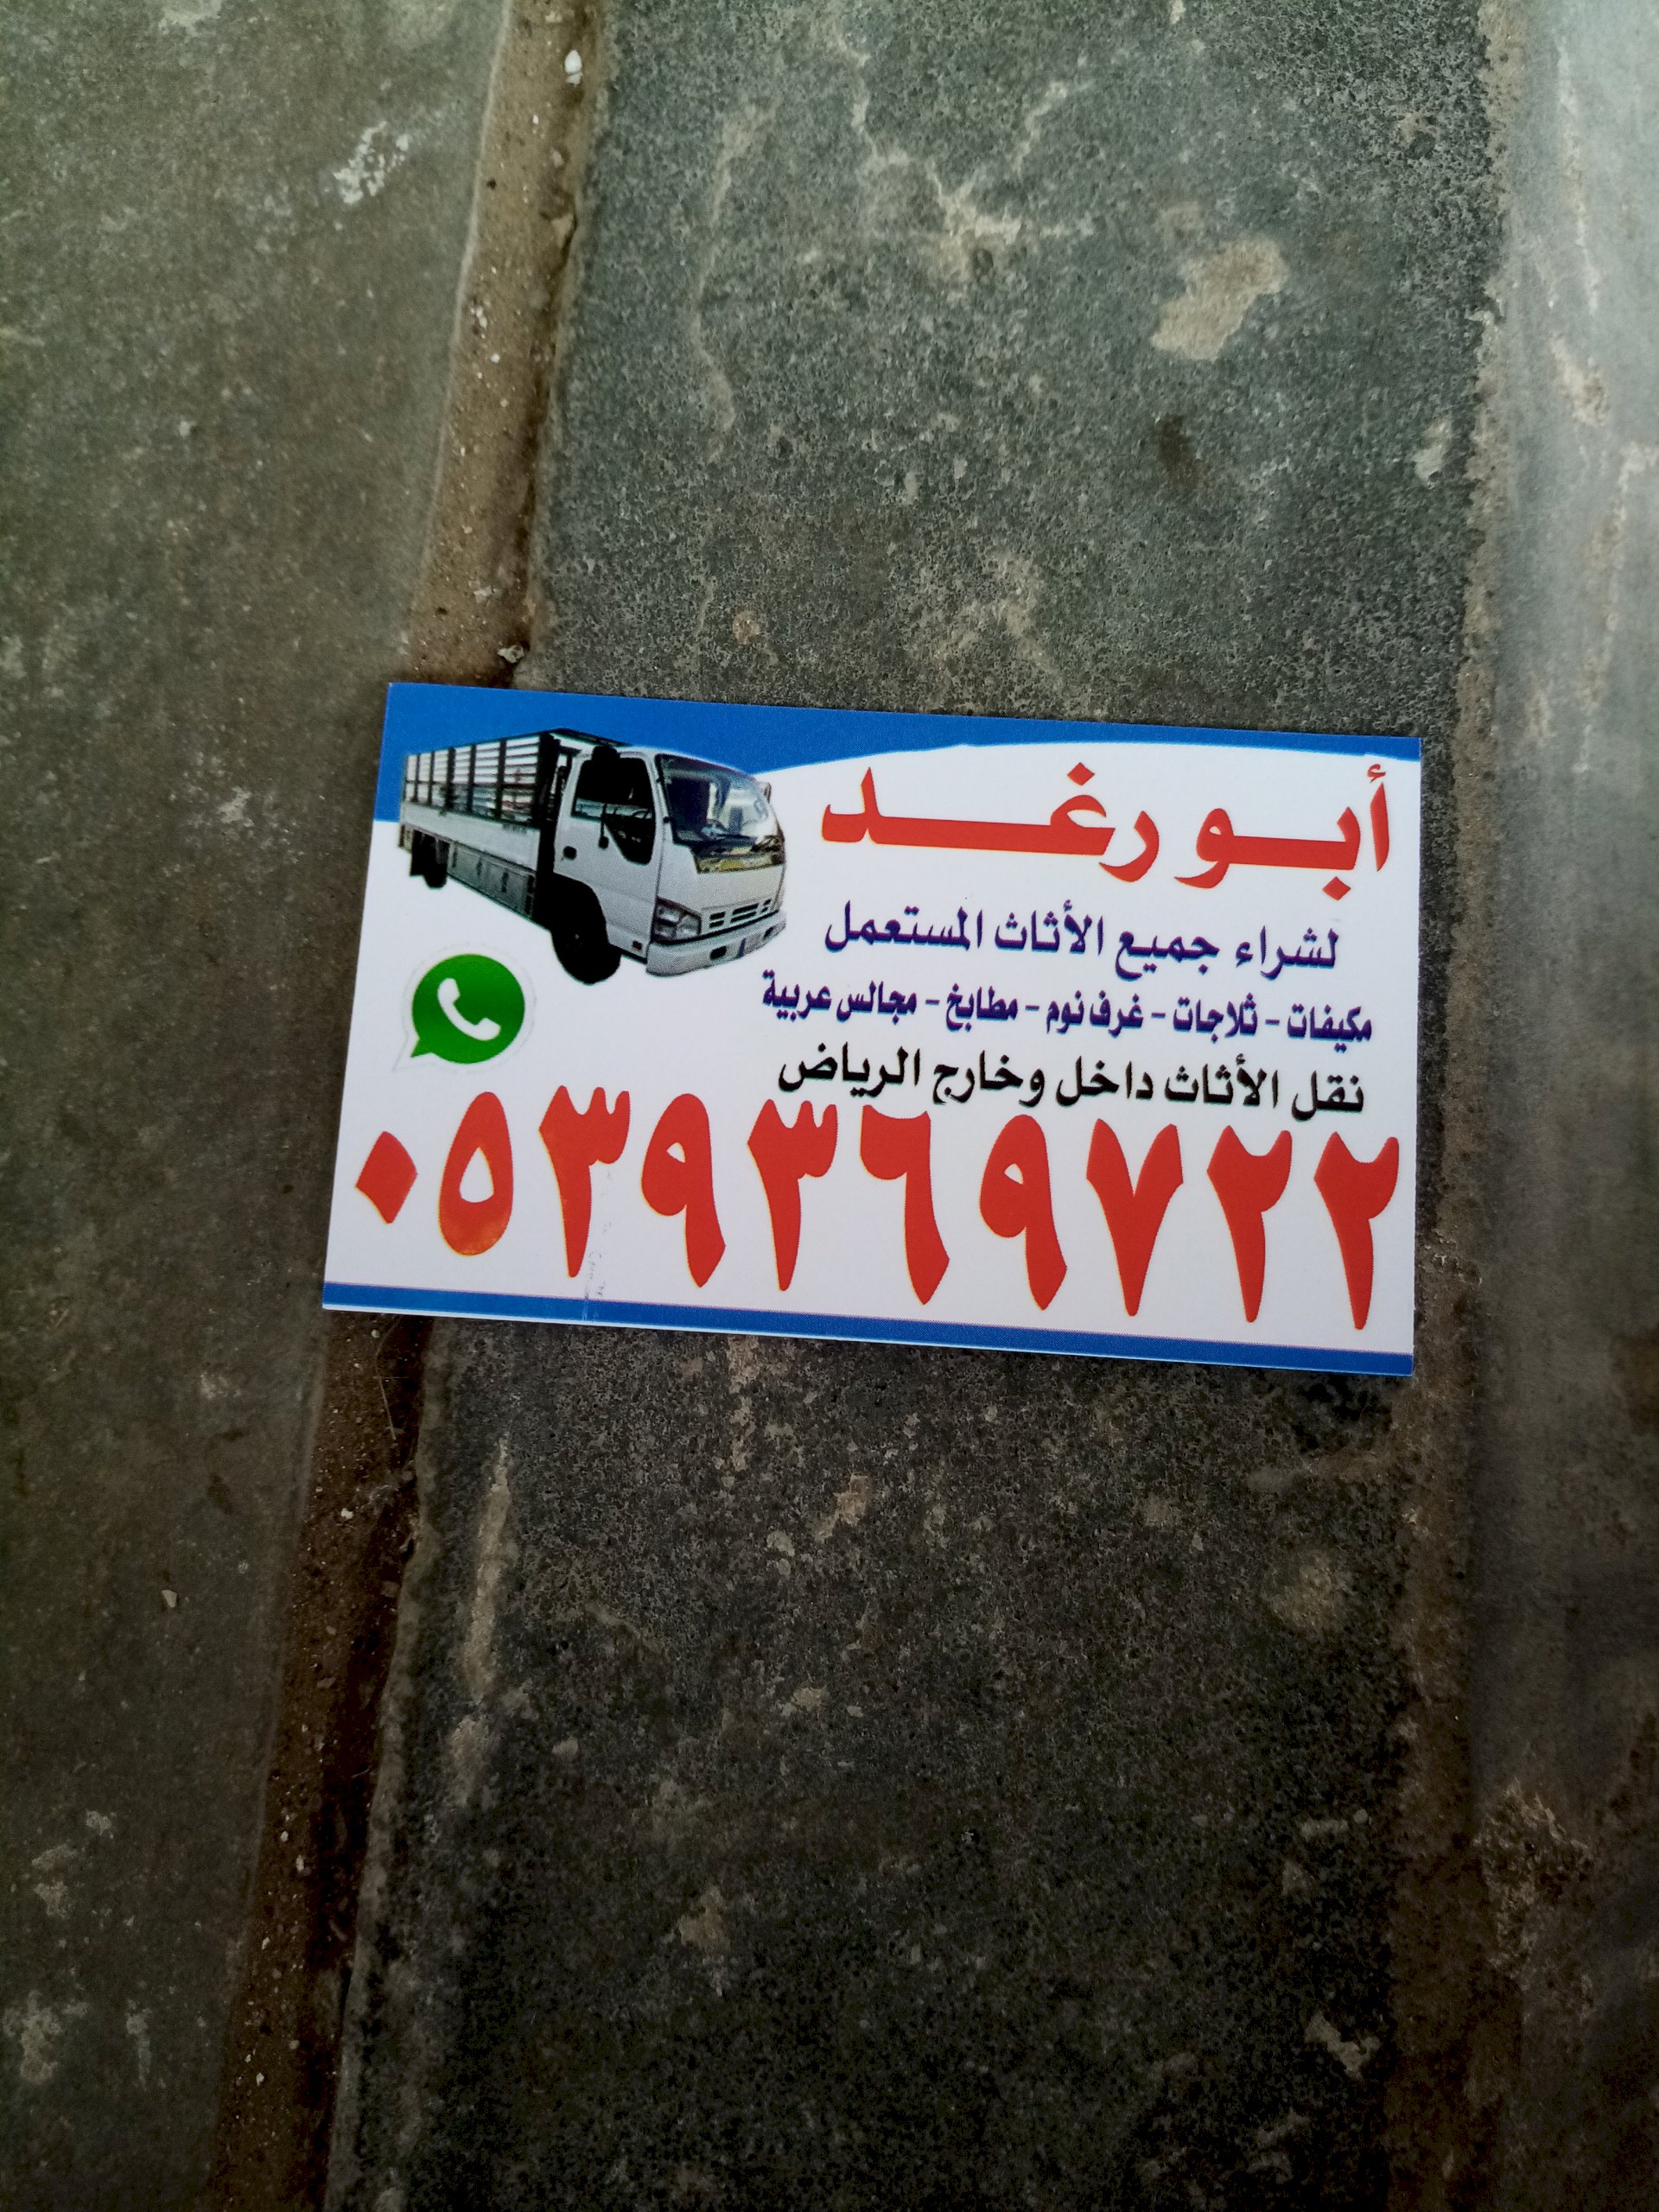 أبو رغد
لشراء جميع الأثاث المستعمل
مكيفات - ثلاجات - غرف نوم - مطابخ - مجالس عربية
نقل الأثاث داخل وخارج الرياض
٠٥٣٩٣٦٩٧٢٢